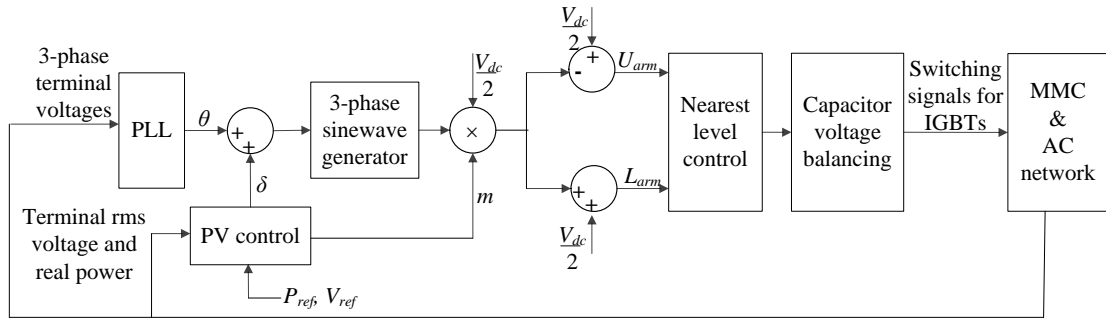 3-phase
terminal
voltages
PLL
θ
+
+
δ
3-phase
sinewave
generator
V_dc
2
×
m
V_dc
2
+
-
U_arm
+
+
L_arm
V_dc
2
Nearest
level
control
Capacitor
voltage
balancing
Switching
signals for
IGBTs
MMC
&
AC
network
Terminal rms
voltage and
real power
PV control
P_ref, V_ref